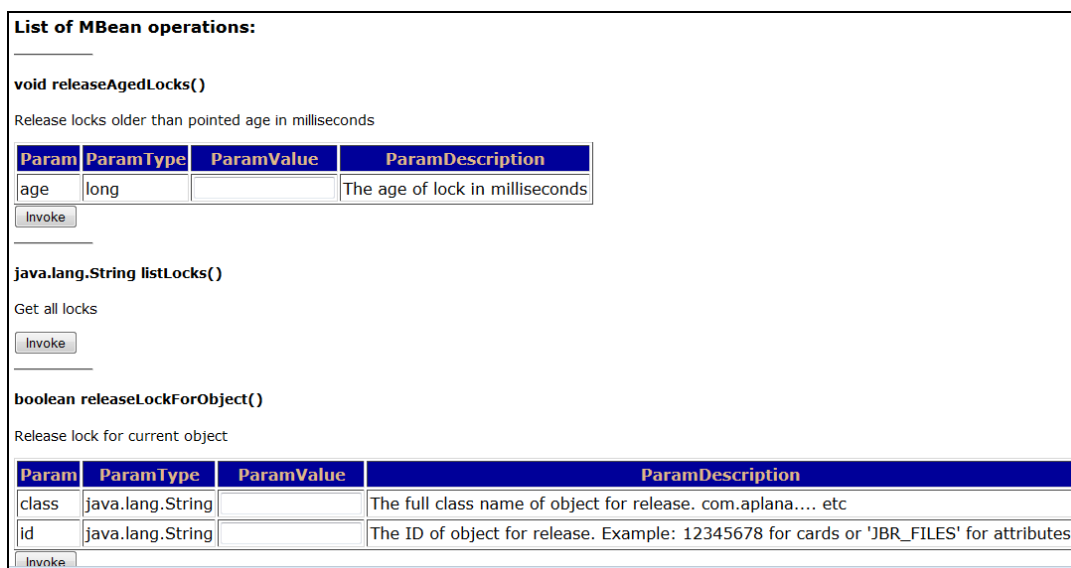 List of MBean operations:
void releaseAgedLocks()
Release locks older than pointed age in milliseconds
Param ParamType ParamValue ParamDescription
age long The age of lock in milliseconds
Invoke
java.lang.String listLocks()
Get all locks
Invoke
boolean releaseLockForObject()
Release lock for current object
Param ParamType ParamValue ParamDescription
class java.lang.String The full class name of object for release. com.aplana.... etc
id java.lang.String The ID of object for release. Example: 12345678 for cards or 'JBR_FILES' for attributes
Invoke